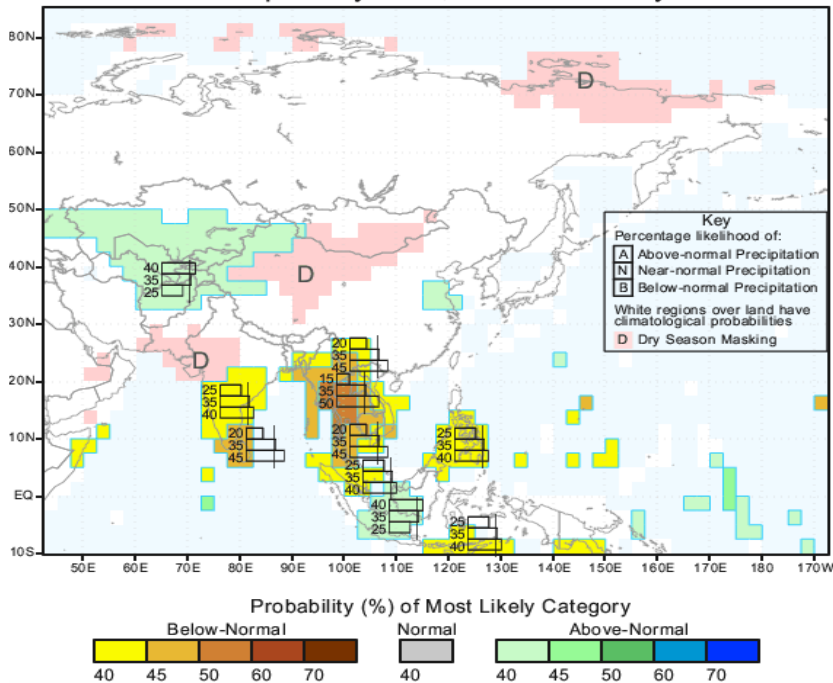 80N
70N
60N
50N
40N
30N
20N
10N
EQ
10S
50E
60E
70E
80E
90E
100E
110E
120E
130E
140E
150E
160E
170E
180
170W
D
D
D
40
35
25
20
35
45
15
35
50
25
35
40
20
35
45
20
35
45
25
35
40
25
35
40
40
35
25
25
35
40
Key
Percentage likelihood of:
A Above-normal Precipitation
N Near-normal Precipitation
B Below-normal Precipitation
White regions over land have
climatological probabilities
D Dry Season Masking
Probability (%) of Most Likely Category
Below-Normal Normal Above-Normal
40 45 50 60 70 40 40 45 50 60 70